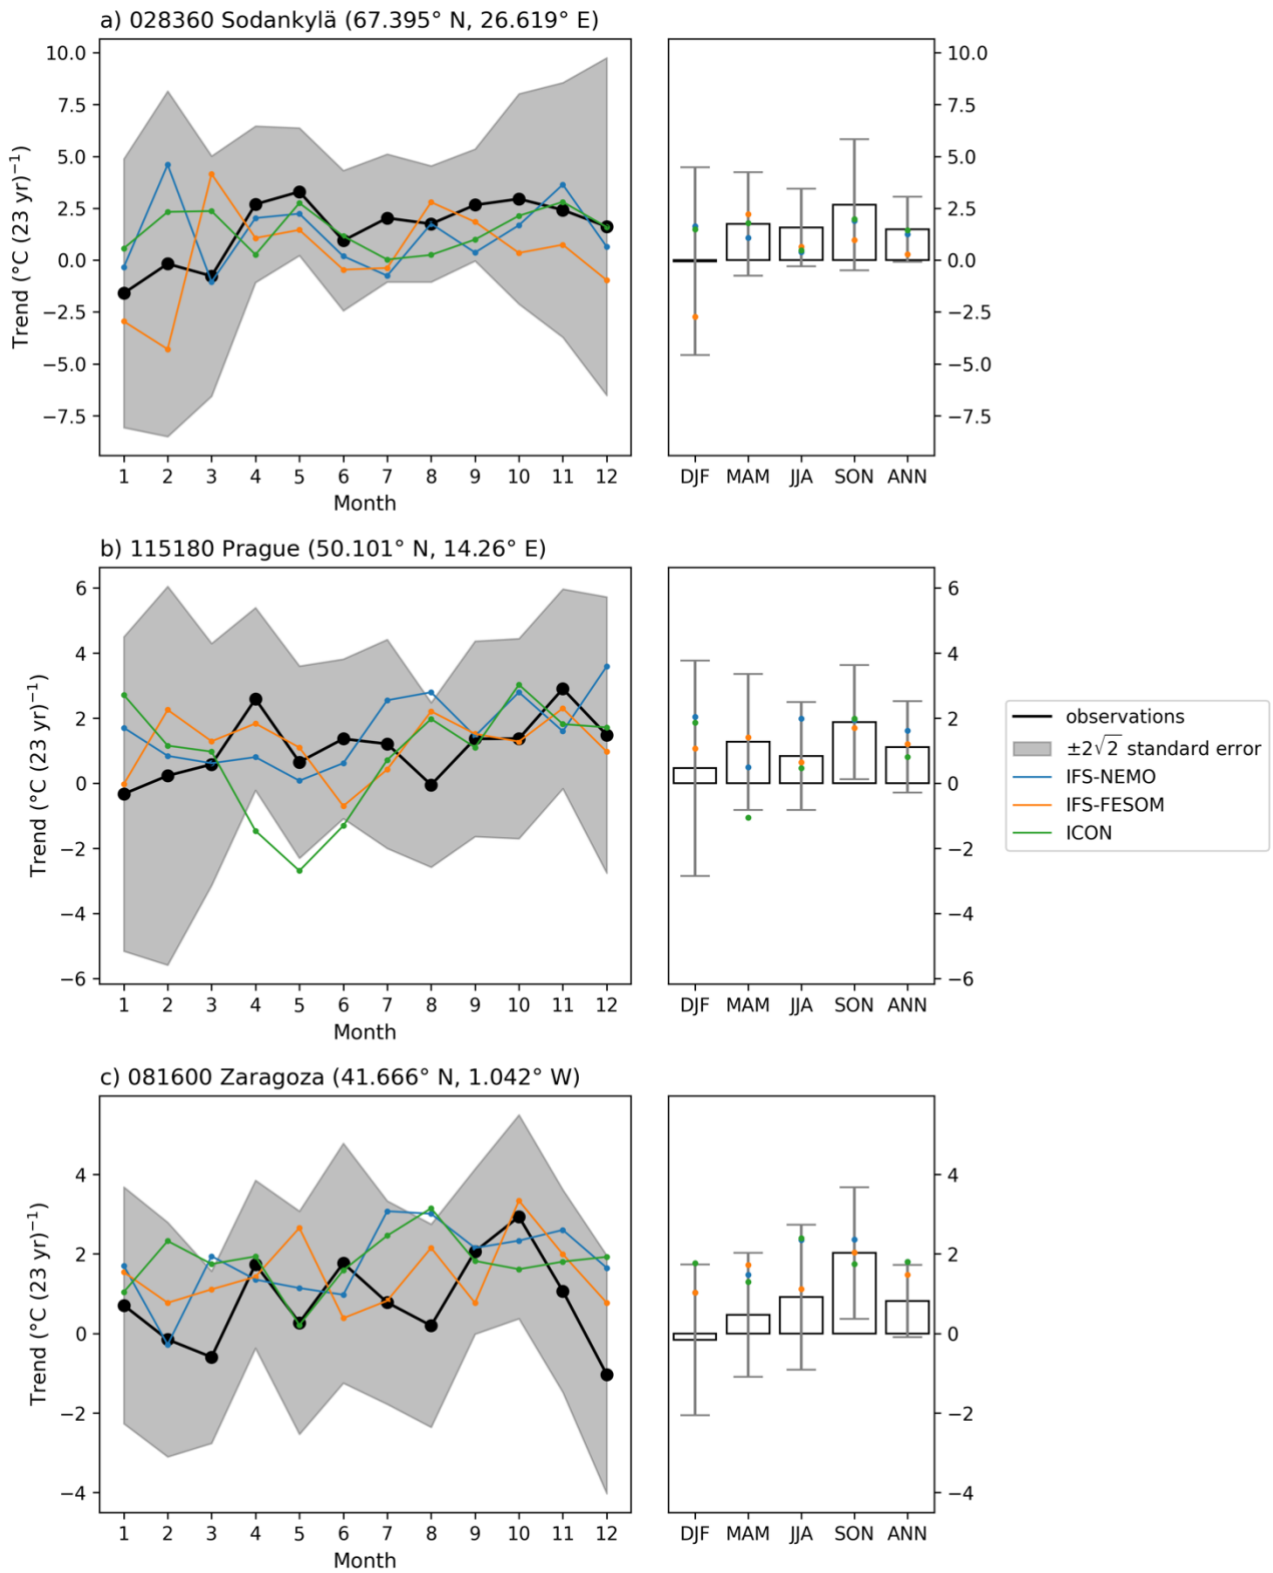 a) 028360 Sodankylä (67.395° N, 26.619° E)
Trend (°C (23 yr)⁻¹)
10.0
7.5
5.0
2.5
0.0
−2.5
−5.0
−7.5
1 2 3 4 5 6 7 8 9 10 11 12
Month
10.0
7.5
5.0
2.5
0.0
−2.5
−5.0
−7.5
DJF MAM JJA SON ANN
b) 115180 Prague (50.101° N, 14.26° E)
Trend (°C (23 yr)⁻¹)
6
4
2
0
−2
−4
−6
1 2 3 4 5 6 7 8 9 10 11 12
Month
6
4
2
0
−2
−4
−6
DJF MAM JJA SON ANN
observations
±2√2 standard error
IFS-NEMO
IFS-FESOM
ICON
c) 081600 Zaragoza (41.666° N, 1.042° W)
Trend (°C (23 yr)⁻¹)
4
2
0
−2
−4
1 2 3 4 5 6 7 8 9 10 11 12
Month
4
2
0
−2
−4
DJF MAM JJA SON ANN